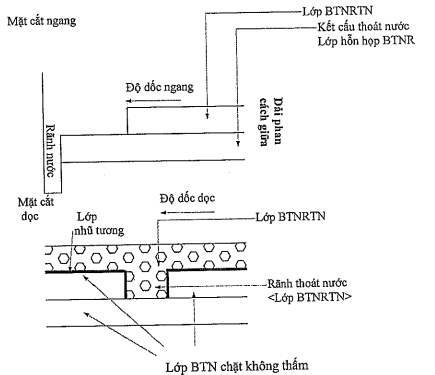 Mặt cắt ngang
Lớp BTNRTN
Kết cấu thoát nước
Lớp hỗn họp BTNR
Độ dốc ngang
Dải phan
cách giữa
Rãnh nước
Mặt cắt
dọc
Lớp
nhũ tương
Độ dốc dọc
Lớp BTNRTN
Rãnh thoát nước
<Lớp BTNRTN>
Lớp BTN chặt không thấm